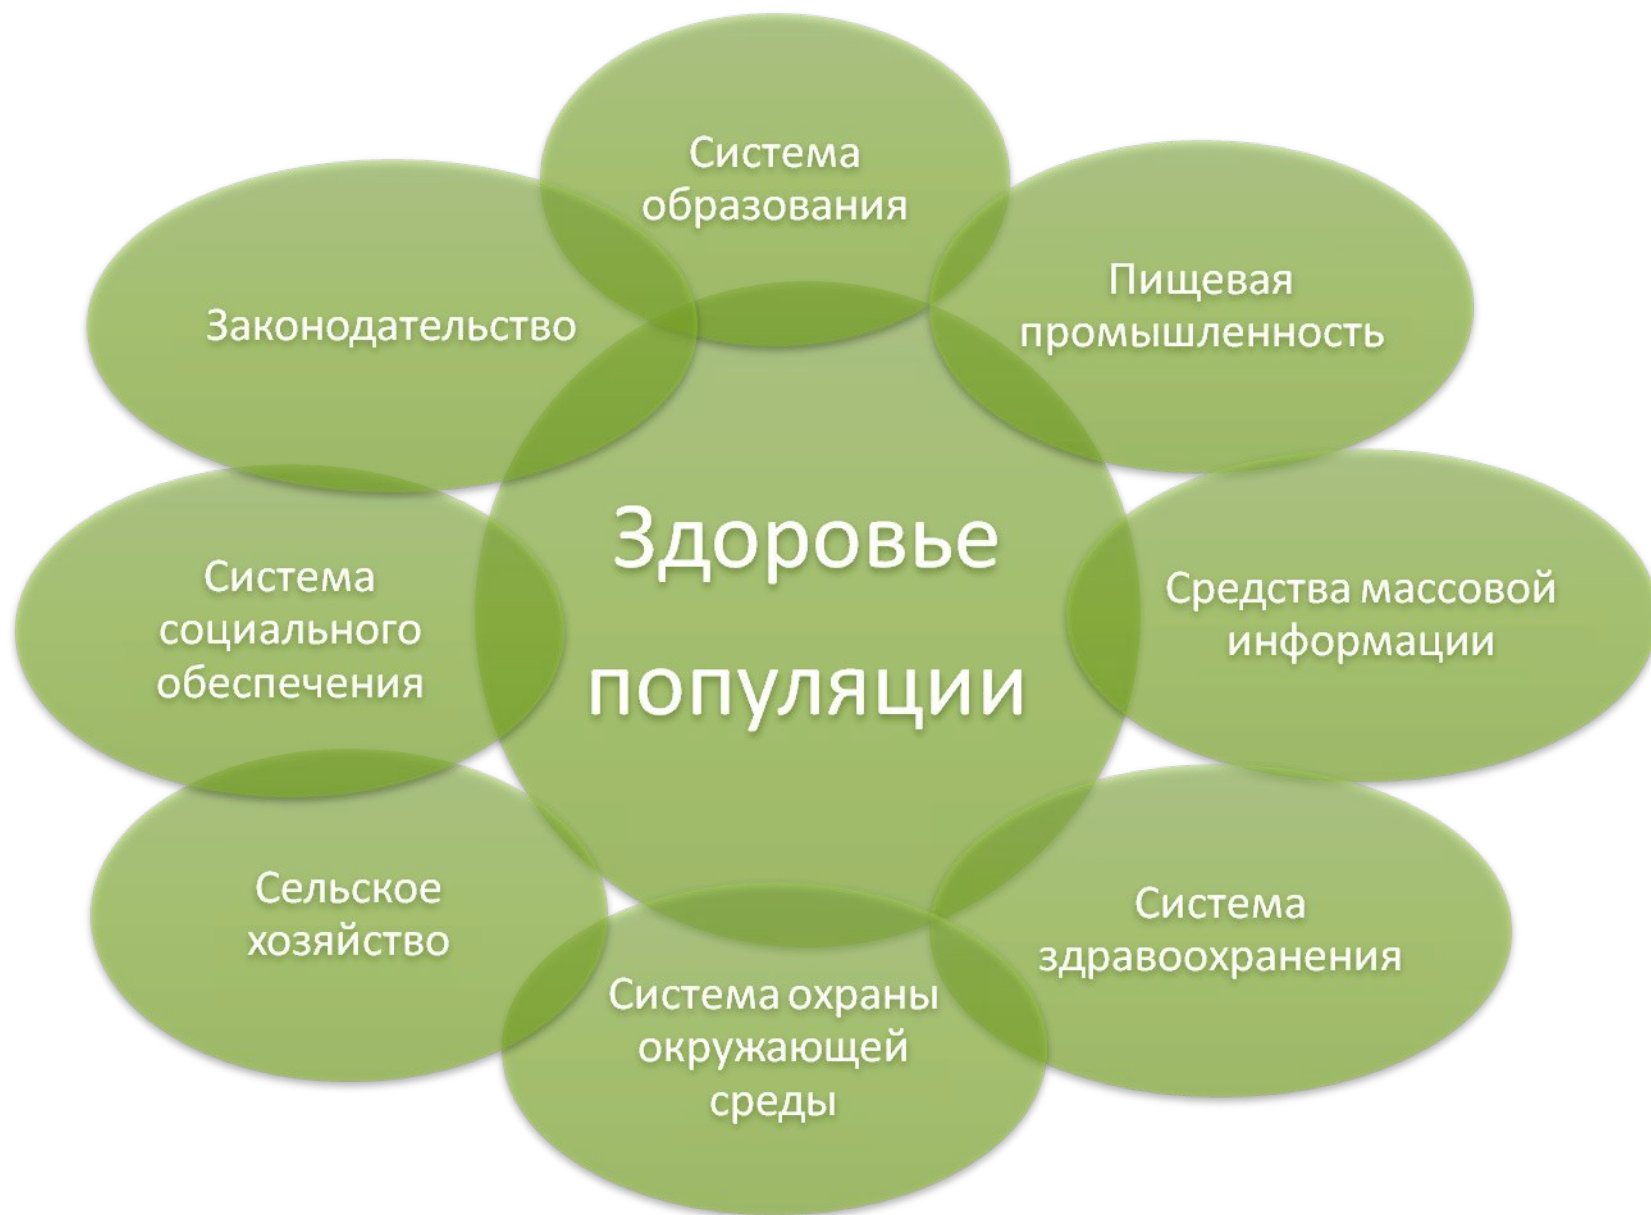 Система
образования
Пищевая
промышленность
Законодательство
Здоровье
популяции
Средства массовой
информации
Система
социального
обеспечения
Сельское
хозяйство
Система
здравоохранения
Система охраны
окружающей
среды